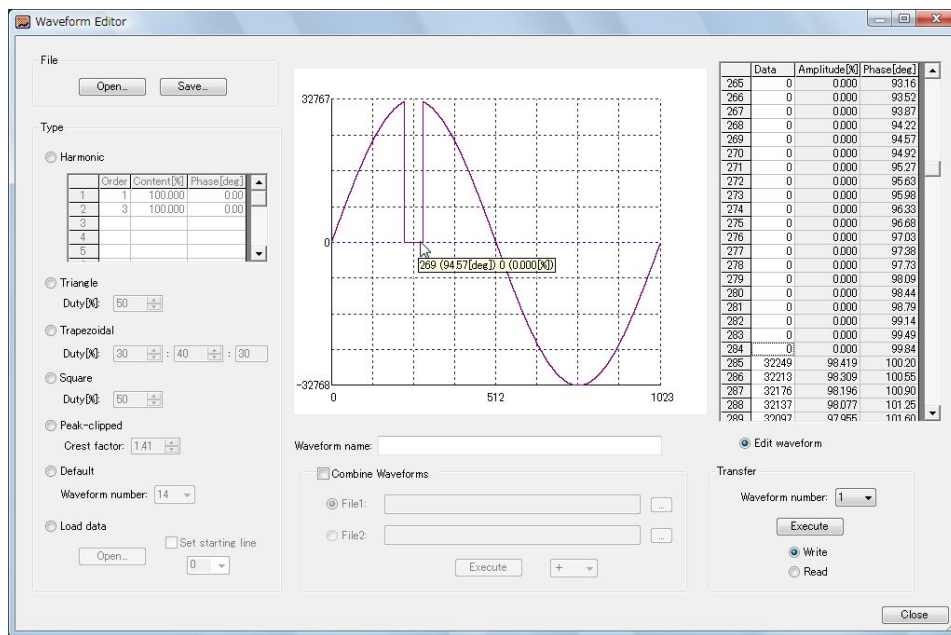 Waveform Editor
File
Open... Save...
Type
Harmonic
Order Content[%] Phase[deg]
1 1 100.000 0.00
2 3 100.000 0.00
3
4
5
Triangle
Duty[%]: 50
Trapezoidal
Duty[%]: 30 : 40 : 30
Square
Duty[%]: 50
Peak-clipped
Crest factor: 1.41
Default
Waveform number: 14
Load data
Open...
Set starting line
0
32767
0
-32768
0 512 1023
269 (94.57[deg]) 0 (0.000[%])
Waveform name:
Combine Waveforms
File1: ...
File2: ...
Execute +
Data Amplitude[%] Phase[deg]
265 0 0.000 93.16
266 0 0.000 93.52
267 0 0.000 93.87
268 0 0.000 94.22
269 0 0.000 94.57
270 0 0.000 94.92
271 0 0.000 95.27
272 0 0.000 95.63
273 0 0.000 95.98
274 0 0.000 96.33
275 0 0.000 96.68
276 0 0.000 97.03
277 0 0.000 97.38
278 0 0.000 97.73
279 0 0.000 98.09
280 0 0.000 98.44
281 0 0.000 98.79
282 0 0.000 99.14
283 0 0.000 99.49
284 0 0.000 99.84
285 32249 98.419 100.20
286 32213 98.309 100.55
287 32176 98.196 100.90
288 32137 98.077 101.25
289 32097 97.955 101.60
Edit waveform
Transfer
Waveform number: 1
Execute
Write
Read
Close